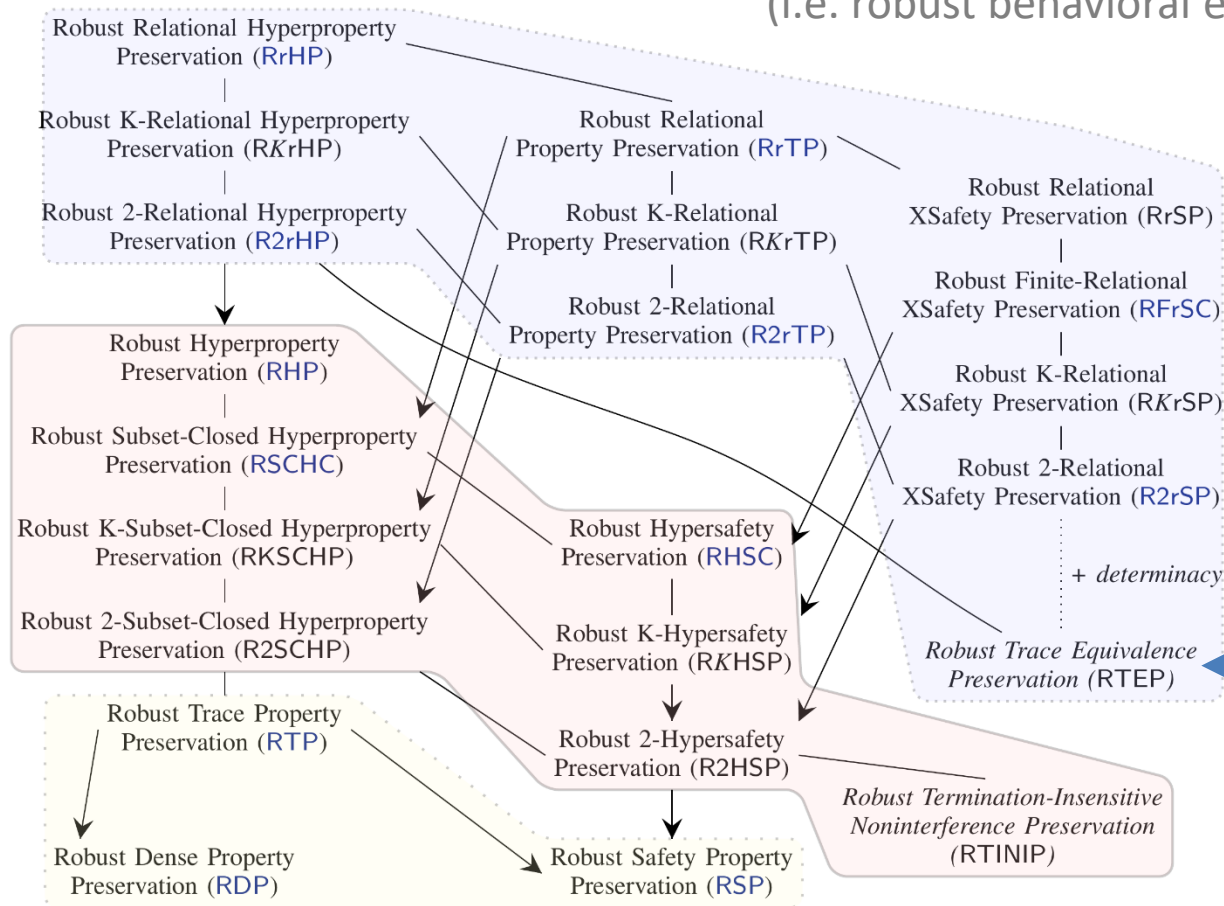 (i.e. robust behavioral e
Robust Relational Hyperproperty
Preservation (RrHP)
Robust K-Relational Hyperproperty
Preservation (RKrHP)
Robust 2-Relational Hyperproperty
Preservation (R2rHP)
Robust Relational
Property Preservation (RrTP)
Robust K-Relational
Property Preservation (RKrTP)
Robust 2-Relational
Property Preservation (R2rTP)
Robust Relational
XSafety Preservation (RrSP)
Robust Finite-Relational
XSafety Preservation (RFrSC)
Robust K-Relational
XSafety Preservation (RKrSP)
Robust 2-Relational
XSafety Preservation (R2rSP)
+ determinacy
Robust Trace Equivalence
Preservation (RTEP)
Robust Hyperproperty
Preservation (RHP)
Robust Subset-Closed Hyperproperty
Preservation (RSCHC)
Robust K-Subset-Closed Hyperproperty
Preservation (RKSCHP)
Robust 2-Subset-Closed Hyperproperty
Preservation (R2SCHP)
Robust Hypersafety
Preservation (RHSC)
Robust K-Hypersafety
Preservation (RKHSP)
Robust 2-Hypersafety
Preservation (R2HSP)
Robust Termination-Insensitive
Noninterference Preservation
(RTINIP)
Robust Trace Property
Preservation (RTP)
Robust Dense Property
Preservation (RDP)
Robust Safety Property
Preservation (RSP)